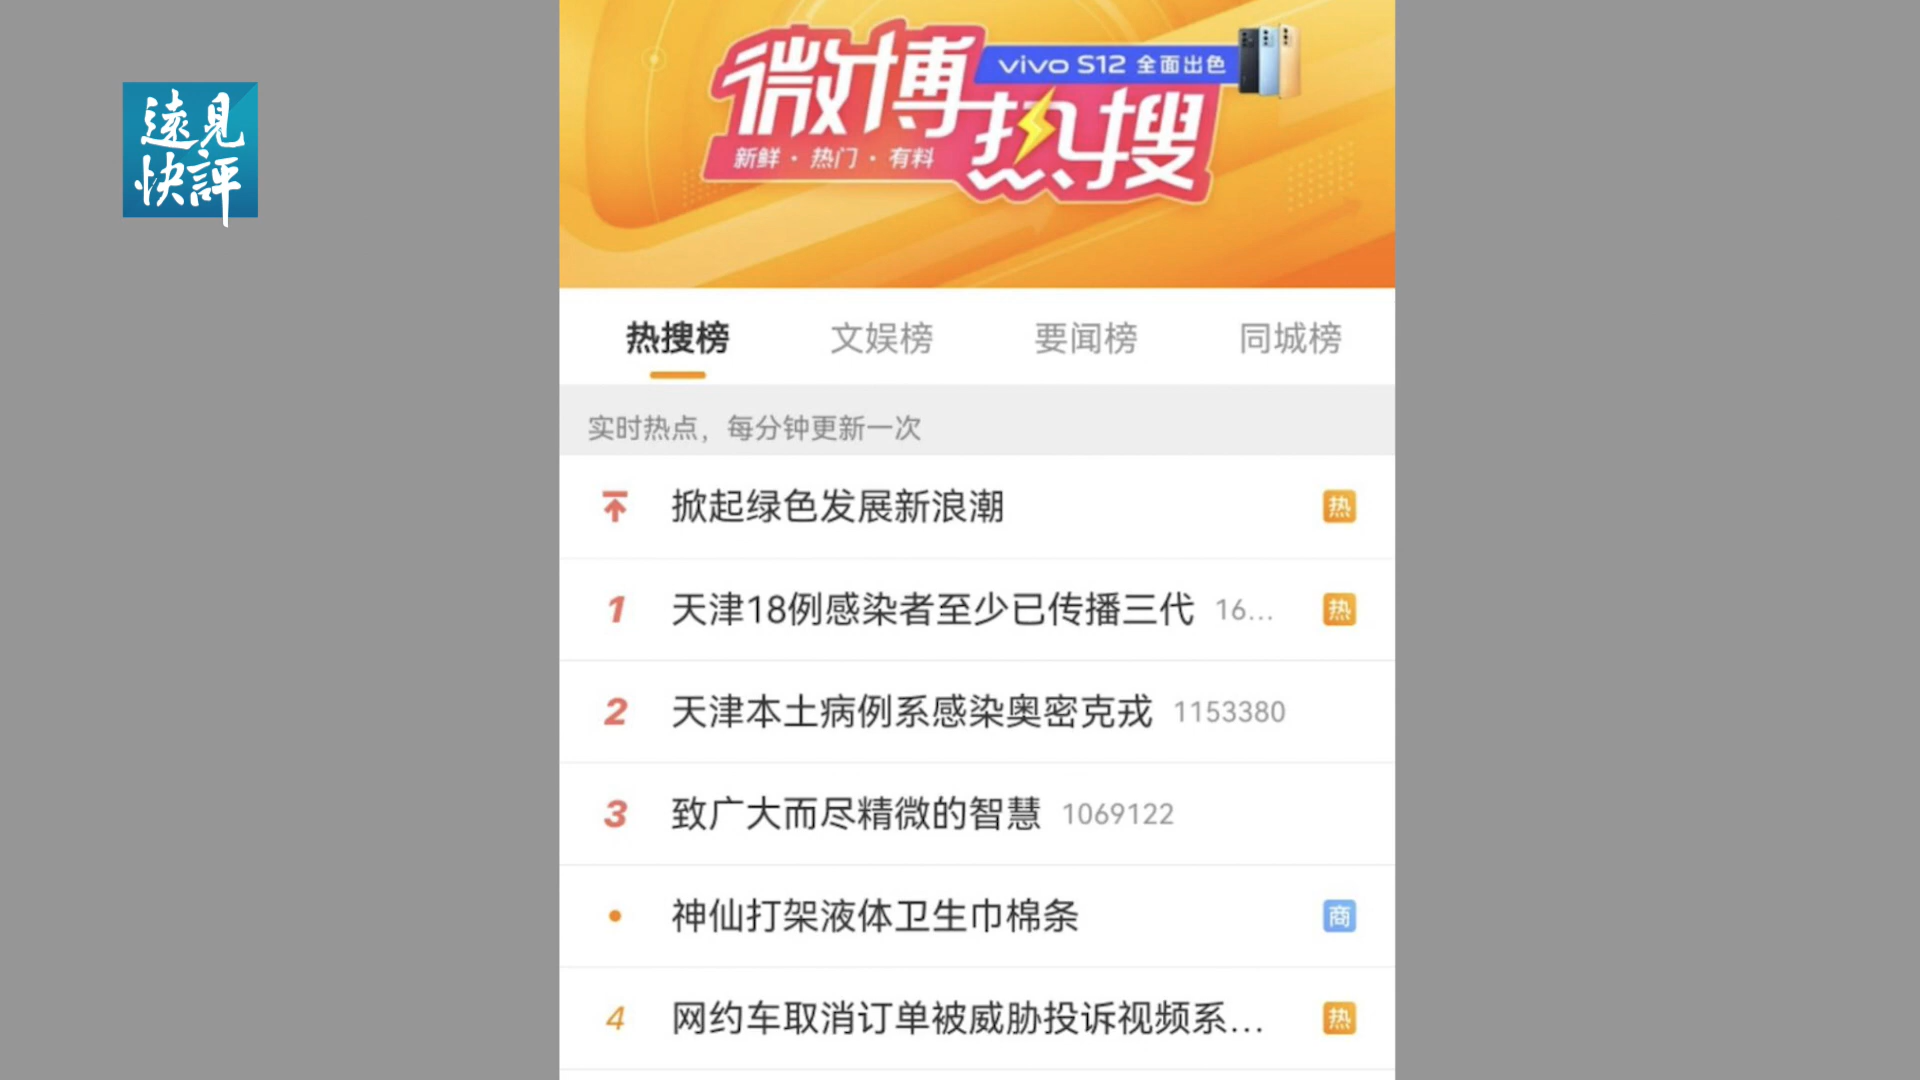 遠見
快評
微博
vivo S12 全面出色
热搜
新鲜·热门·有料
热搜榜
文娱榜
要闻榜
同城榜
实时热点，每分钟更新一次
掀起绿色发展新浪潮 热
1 天津18例感染者至少已传播三代 16... 热
2 天津本土病例系感染奥密克戎 1153380
3 致广大而尽精微的智慧 1069122
神仙打架液体卫生巾棉条 商
4 网约车取消订单被威胁投诉视频系... 热